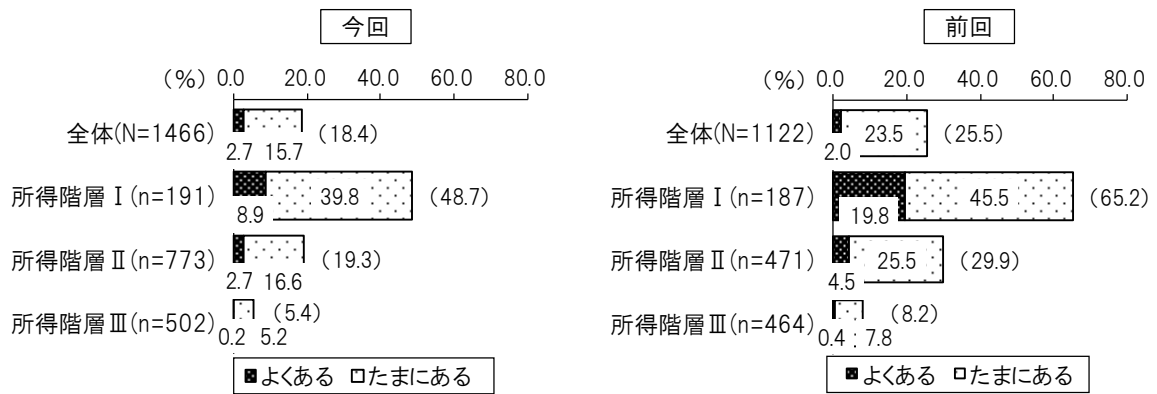 今回
(%) 0.0 20.0 40.0 60.0 80.0
全体(N=1466) (18.4)
2.7 15.7
所得階層Ⅰ(n=191) 39.8 (48.7)
8.9
所得階層Ⅱ(n=773) (19.3)
2.7 16.6
所得階層Ⅲ(n=502) (5.4)
0.2 5.2
■よくある □たまにある
前回
(%) 0.0 20.0 40.0 60.0 80.0
全体(N=1122) 23.5 (25.5)
2.0
所得階層Ⅰ(n=187) 45.5 (65.2)
19.8
所得階層Ⅱ(n=471) 25.5 (29.9)
4.5
所得階層Ⅲ(n=464) (8.2)
0.4 7.8
■よくある □たまにある